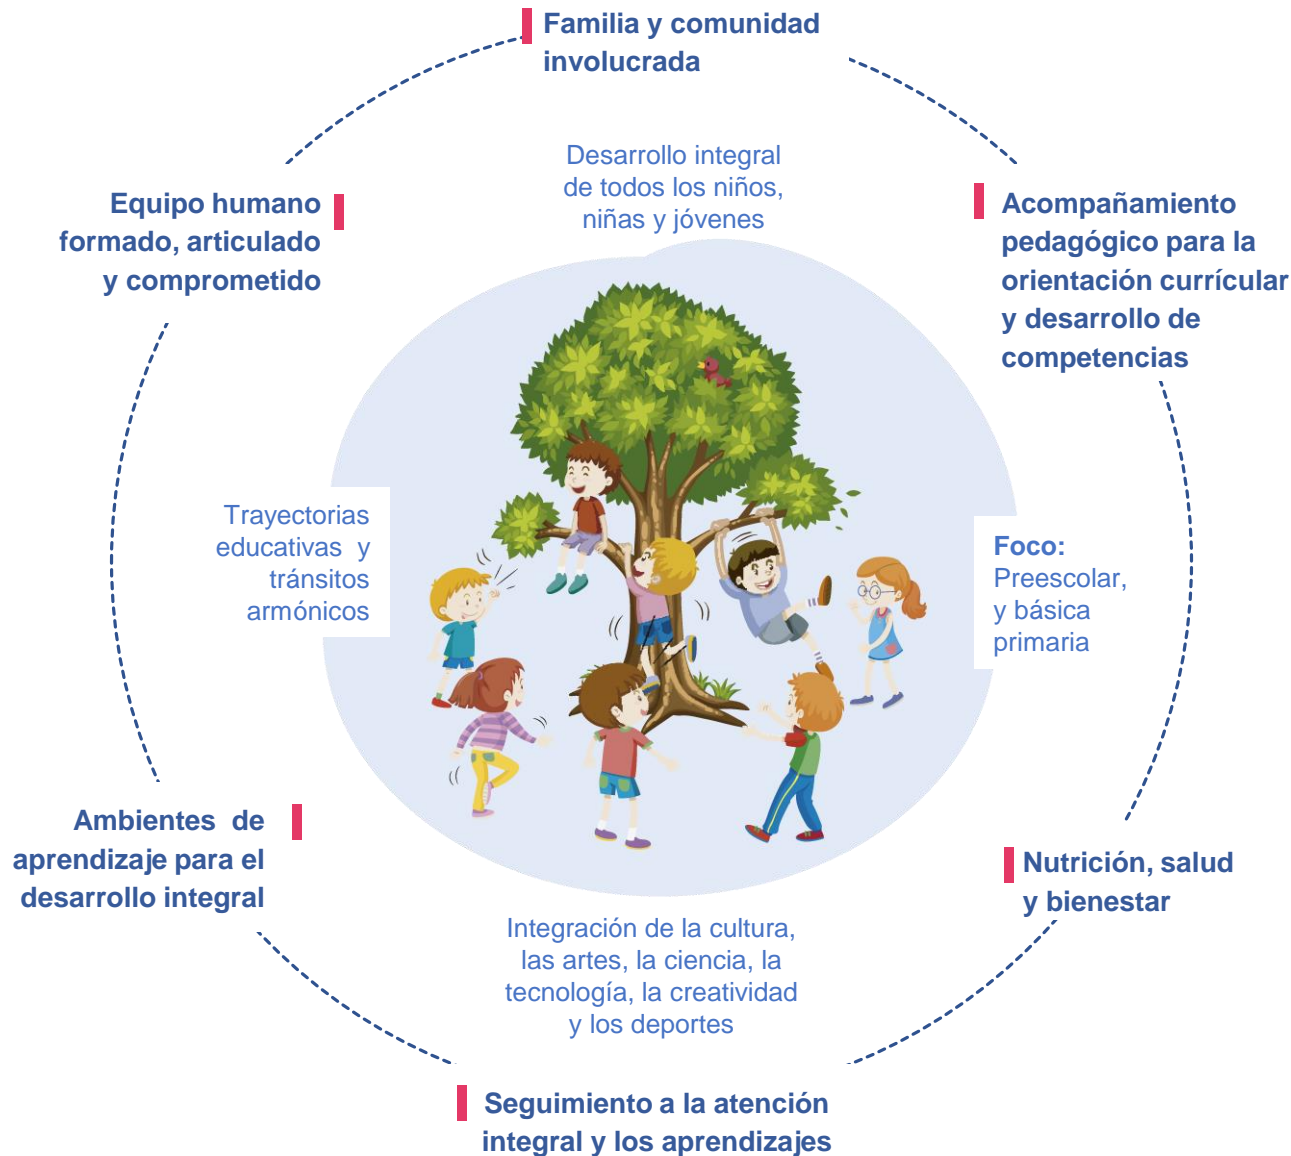 Familia y comunidad
involucrada
Desarrollo integral
de todos los niños,
niñas y jóvenes
Equipo humano
formado, articulado
y comprometido
Acompañamiento
pedagógico para la
orientación currícular
y desarrollo de
competencias
Trayectorias
educativas y
tránsitos
armónicos
Foco:
Preescolar,
y básica
primaria
Ambientes de
aprendizaje para el
desarrollo integral
Nutrición, salud
y bienestar
Integración de la cultura,
las artes, la ciencia, la
tecnología, la creatividad
y los deportes
Seguimiento a la atención
integral y los aprendizajes